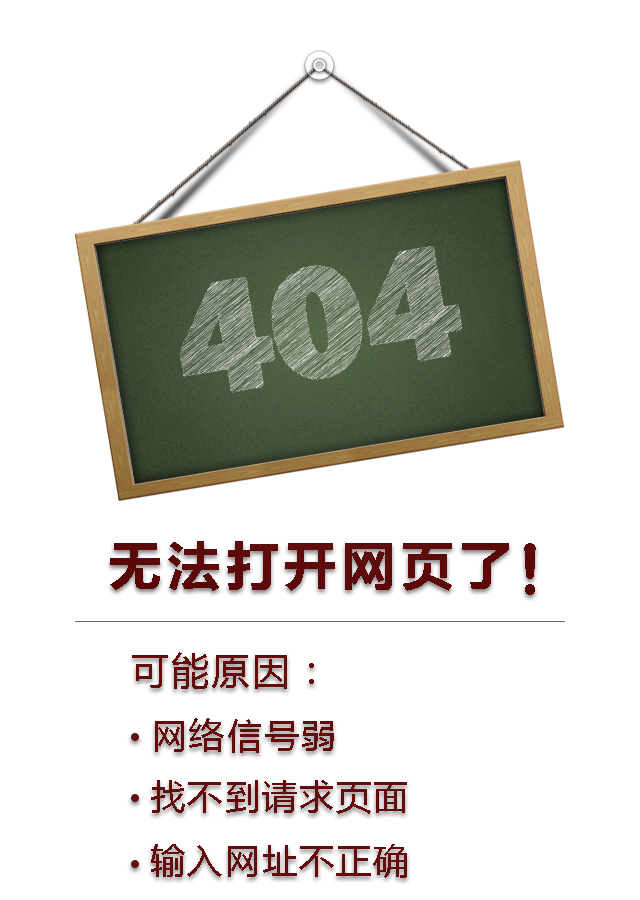 404
无法打开网页了！
可能原因：
• 网络信号弱
• 找不到请求页面
• 输入网址不正确